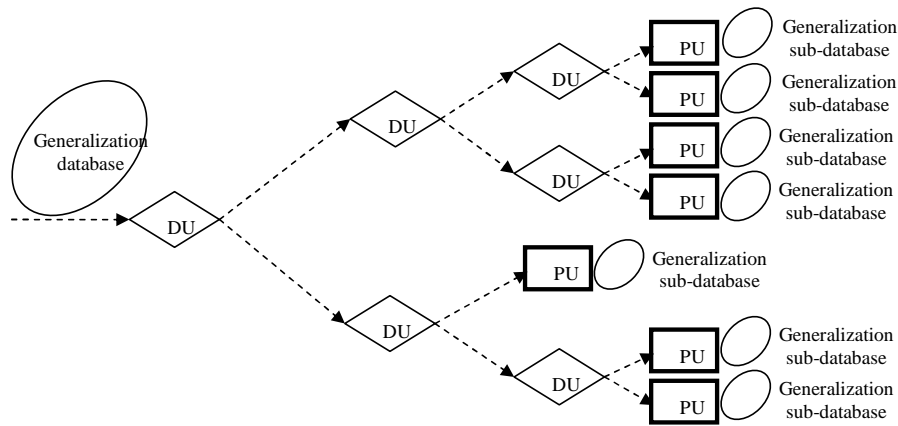 Generalization
database
DU
DU
DU
PU
Generalization
sub-database
PU
Generalization
sub-database
DU
PU
Generalization
sub-database
PU
Generalization
sub-database
DU
PU
Generalization
sub-database
DU
PU
Generalization
sub-database
PU
Generalization
sub-database